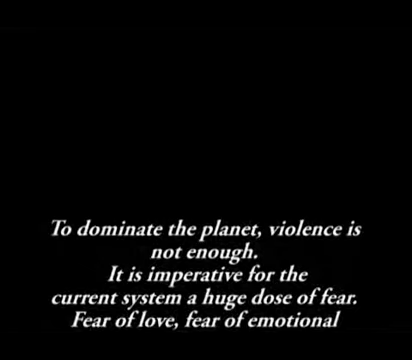 To dominate the planet, violence is
not enough.
It is imperative for the
current system a huge dose of fear.
Fear of love, fear of emotional